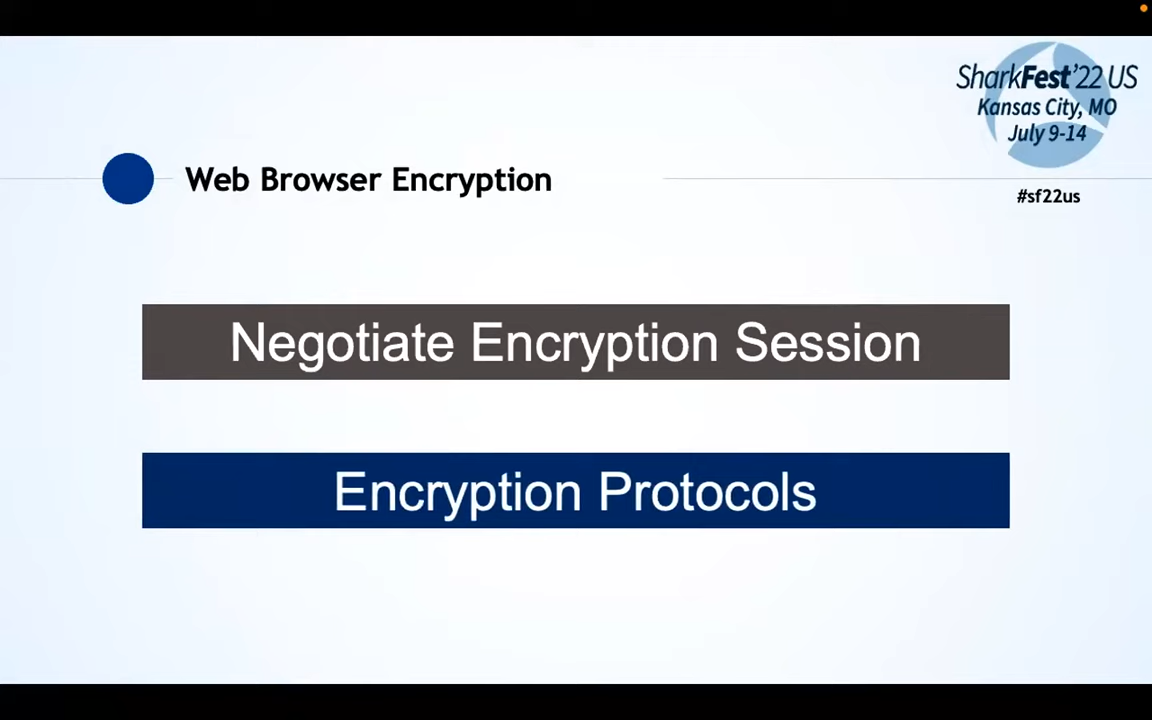 SharkFest'22 US
Kansas City, MO
July 9-14
#sf22us
Web Browser Encryption
Negotiate Encryption Session
Encryption Protocols